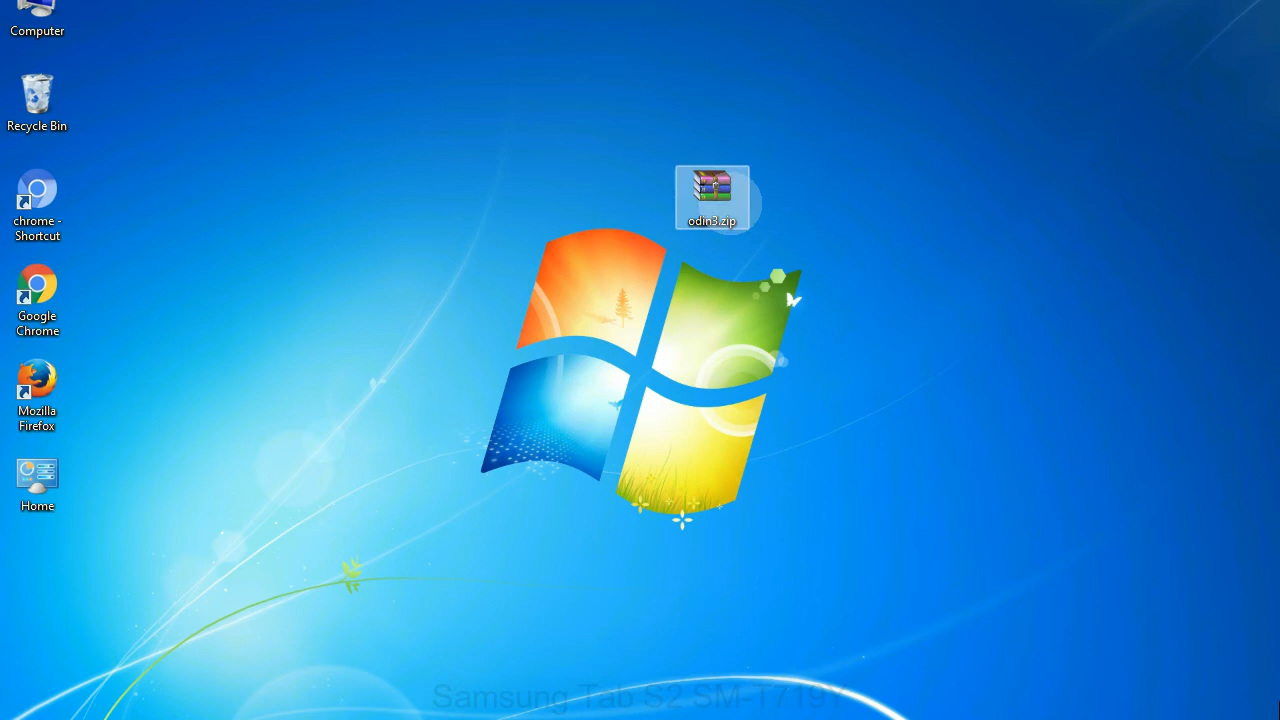 Computer
Recycle Bin
chrome -
Shortcut
Google
Chrome
Mozilla
Firefox
Home
odin3.zip
Samsung Tab S2 SM-T719Y